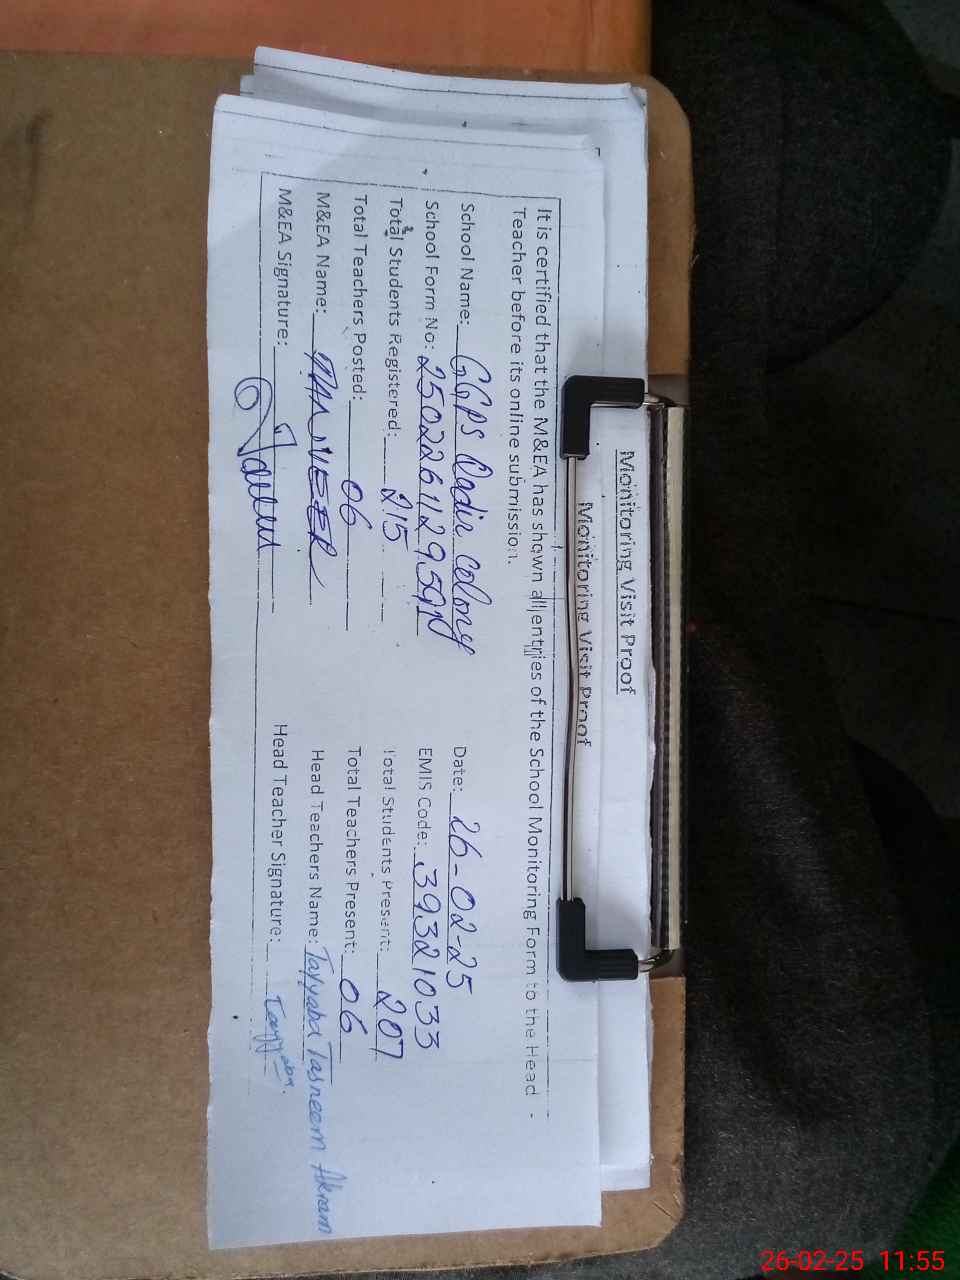 Monitoring Visit Proof
Monitoring Visit Proof
It is certified that the M&EA has shown all entries of the School Monitoring Form to the Head
Teacher before its online submission.
School Name: GGPS Qadir Colony Date: 26-02-25
School Form No: EMIS Code: 39321033
Total Students Registered: 215 Total Students Present: 207
Total Teachers Posted: 06 Total Teachers Present: 06
M&EA Name: TANVEER Head Teachers Name: Tayyaba Tasneem Akram
M&EA Signature: Head Teacher Signature: Tayyaba
26-02-25 11:55